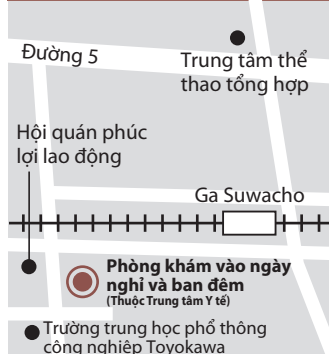 Đường 5
Trung tâm thể
thao tổng hợp
Hội quán phúc
lợi lao động
Ga Suwacho
Phòng khám vào ngày
nghỉ và ban đêm
(Thuộc Trung tâm Y tế)
Trường trung học phổ thông
công nghiệp Toyokawa